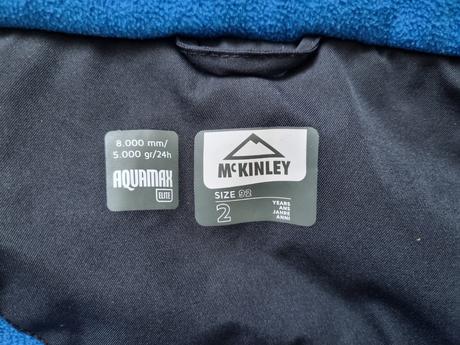 8.000 mm/
5.000 gr/24h
AQUAMAX
ELITE
McKINLEY
SIZE 92
2
YEARS
ANS
JAHRE
ANNI